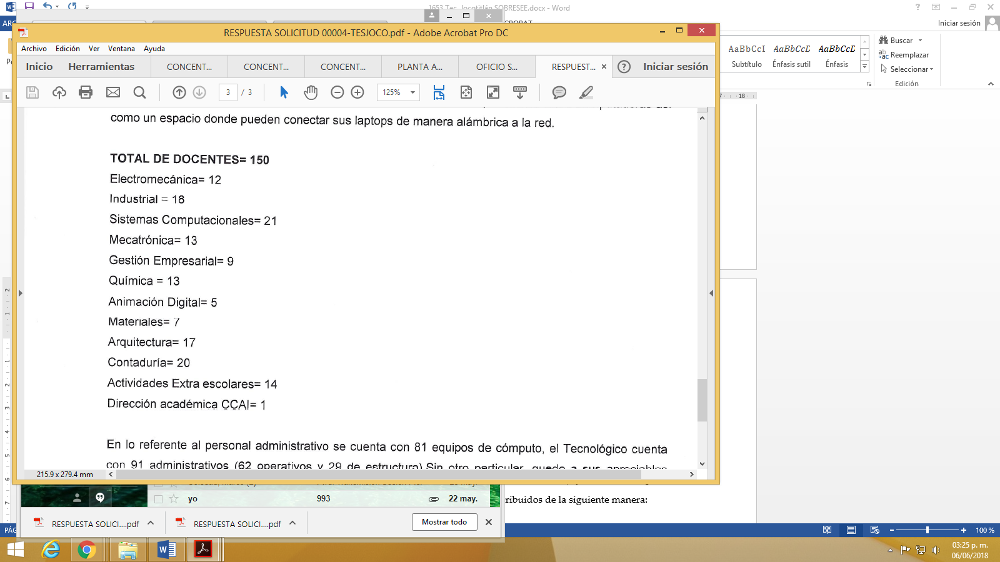 1653 Tec. Jocotitlán SOBRESEE.docx - Word
Iniciar sesión
RESPUESTA SOLICITUD 00004-TESJOCO.pdf - Adobe Acrobat Pro DC
Archivo Edición Ver Ventana Ayuda
Inicio Herramientas CONCENT... CONCENT... CONCENT... PLANTA A... OFICIO S... RESPUEST... × Iniciar sesión
3 / 3 125%
AaBbCcI AaBbCcD AaBbCcD
Subtítulo Énfasis sutil Énfasis
Buscar
Reemplazar
Seleccionar
Edición
18
como un espacio donde pueden conectar sus laptops de manera alámbrica a la red.
TOTAL DE DOCENTES= 150
Electromecánica= 12
Industrial = 18
Sistemas Computacionales= 21
Mecatrónica= 13
Gestión Empresarial= 9
Química = 13
Animación Digital= 5
Materiales= 7
Arquitectura= 17
Contaduría= 20
Actividades Extra escolares= 14
Dirección académica CCAI= 1
En lo referente al personal administrativo se cuenta con 81 equipos de cómputo, el Tecnológico cuenta
con 91 administrativos (62 operativos y 29 de estructura).Sin otro particular, quedo a sus apreciables
215.9 x 279.4 mm
yo 993 22 may.
ribuidos de la siguiente manera:
RESPUESTA SOLICI....pdf RESPUESTA SOLICI....pdf Mostrar todo
100 %
03:25 p. m.
06/06/2018